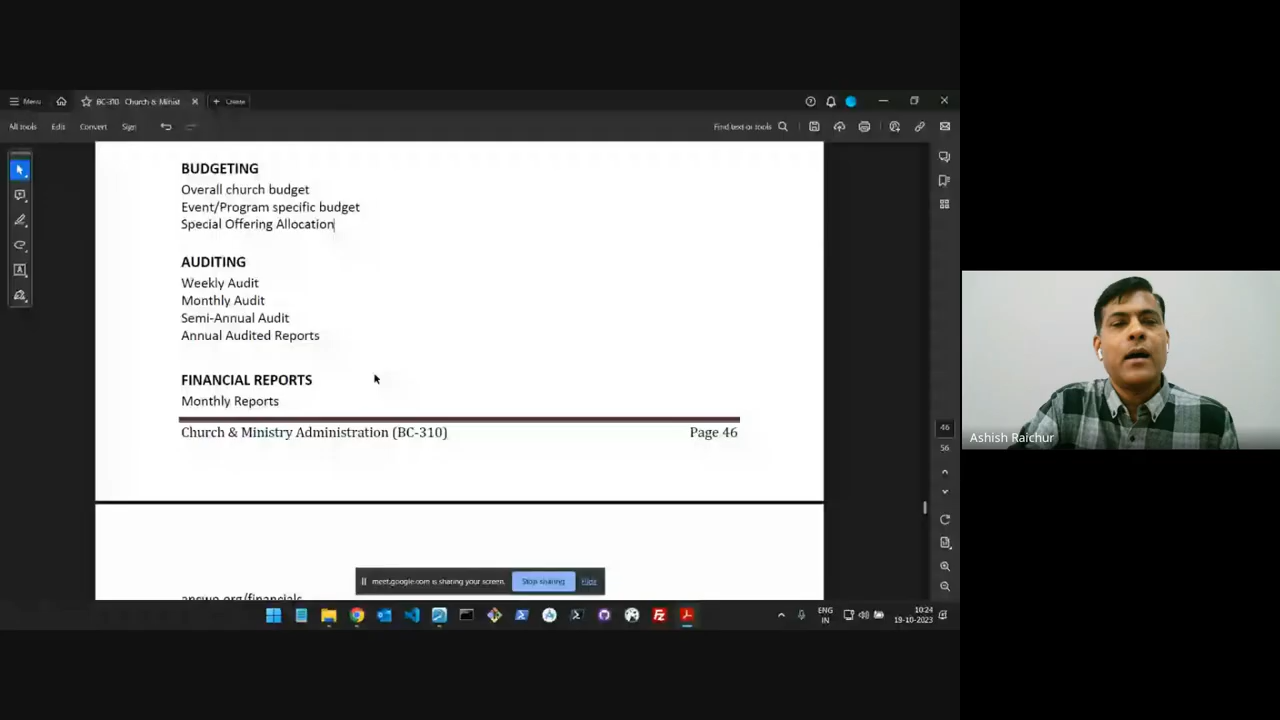 Menu
BC-310 Church & Minist
Create
All tools
Edit
Convert
Sign
Find text or tools
BUDGETING
Overall church budget
Event/Program specific budget
Special Offering Allocation
AUDITING
Weekly Audit
Monthly Audit
Semi-Annual Audit
Annual Audited Reports
FINANCIAL REPORTS
Monthly Reports
Church & Ministry Administration (BC-310)
Page 46
46
56
Ashish Raichur
meet.google.com is sharing your screen.
Stop sharing
Hide
apcwo.org/financials
ENG
IN
10:24
19-10-2023